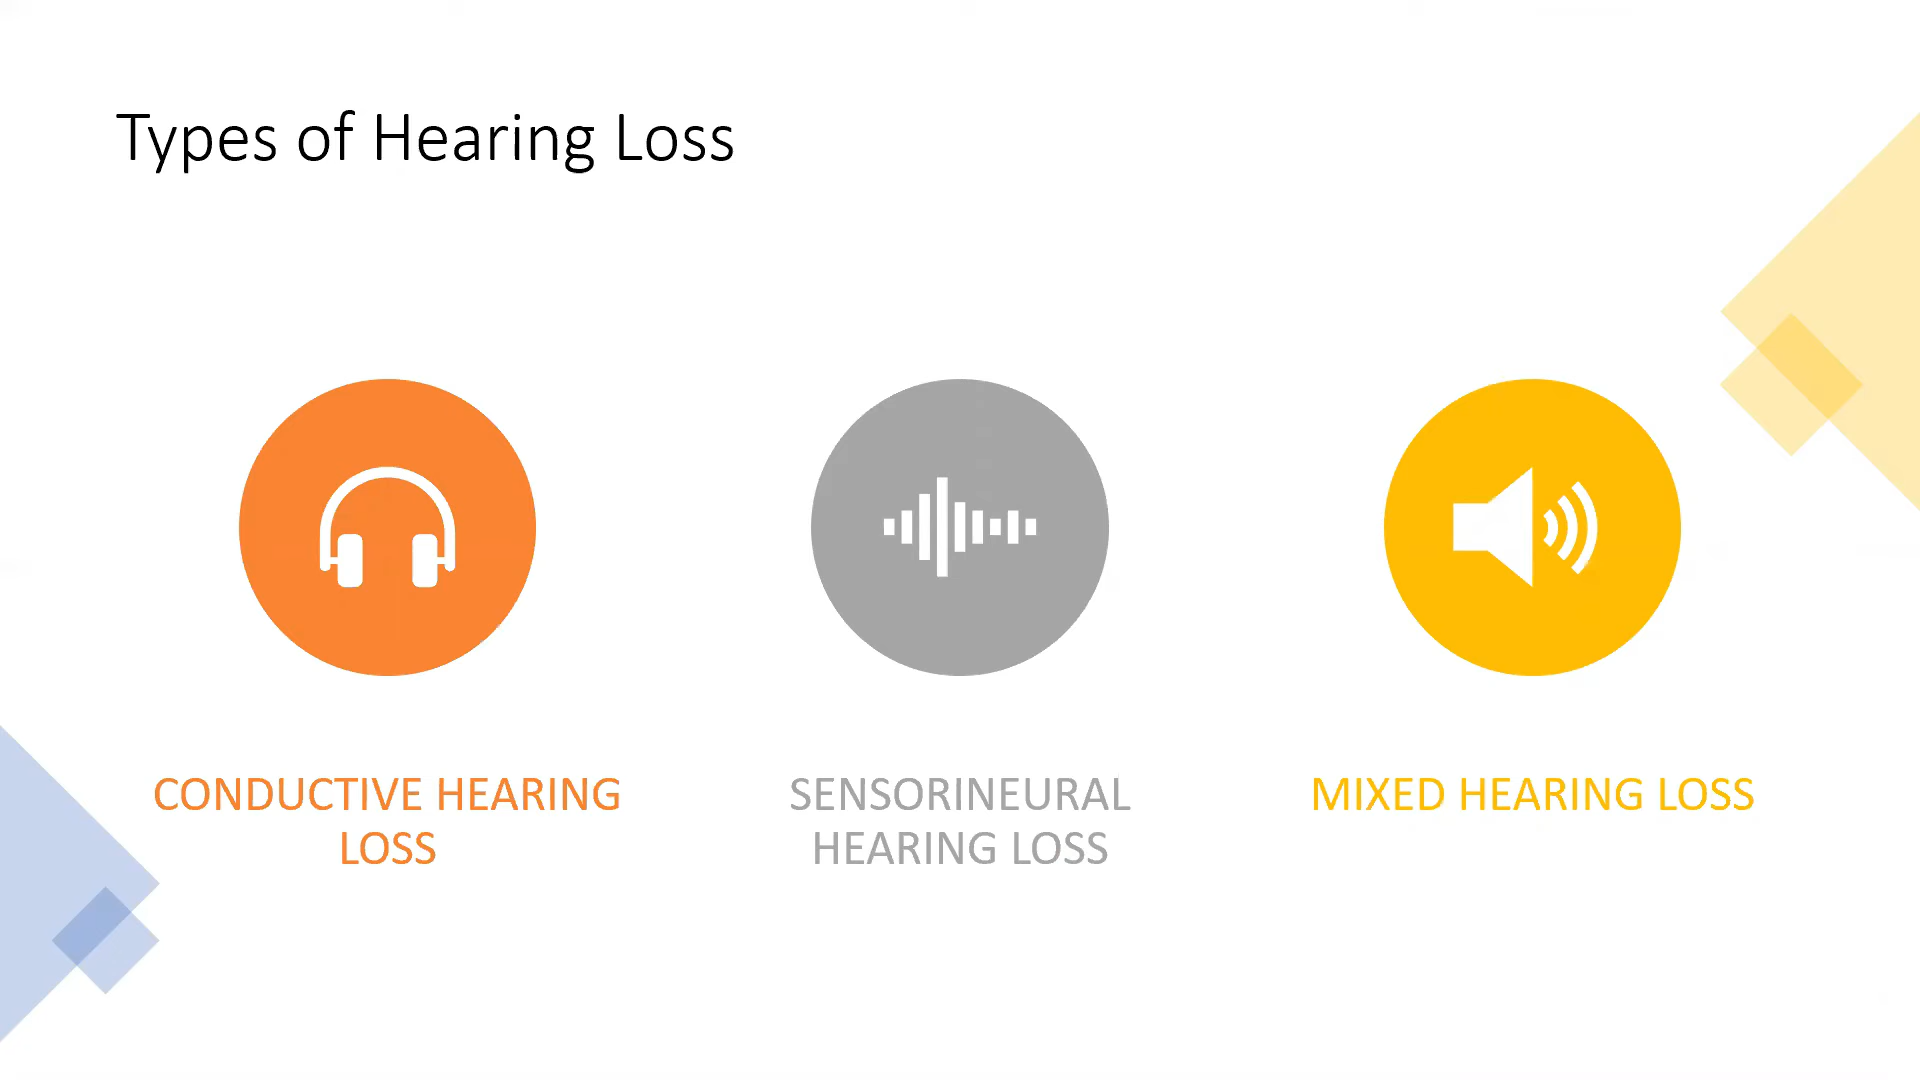 Types of Hearing Loss
CONDUCTIVE HEARING
LOSS
SENSORINEURAL
HEARING LOSS
MIXED HEARING LOSS